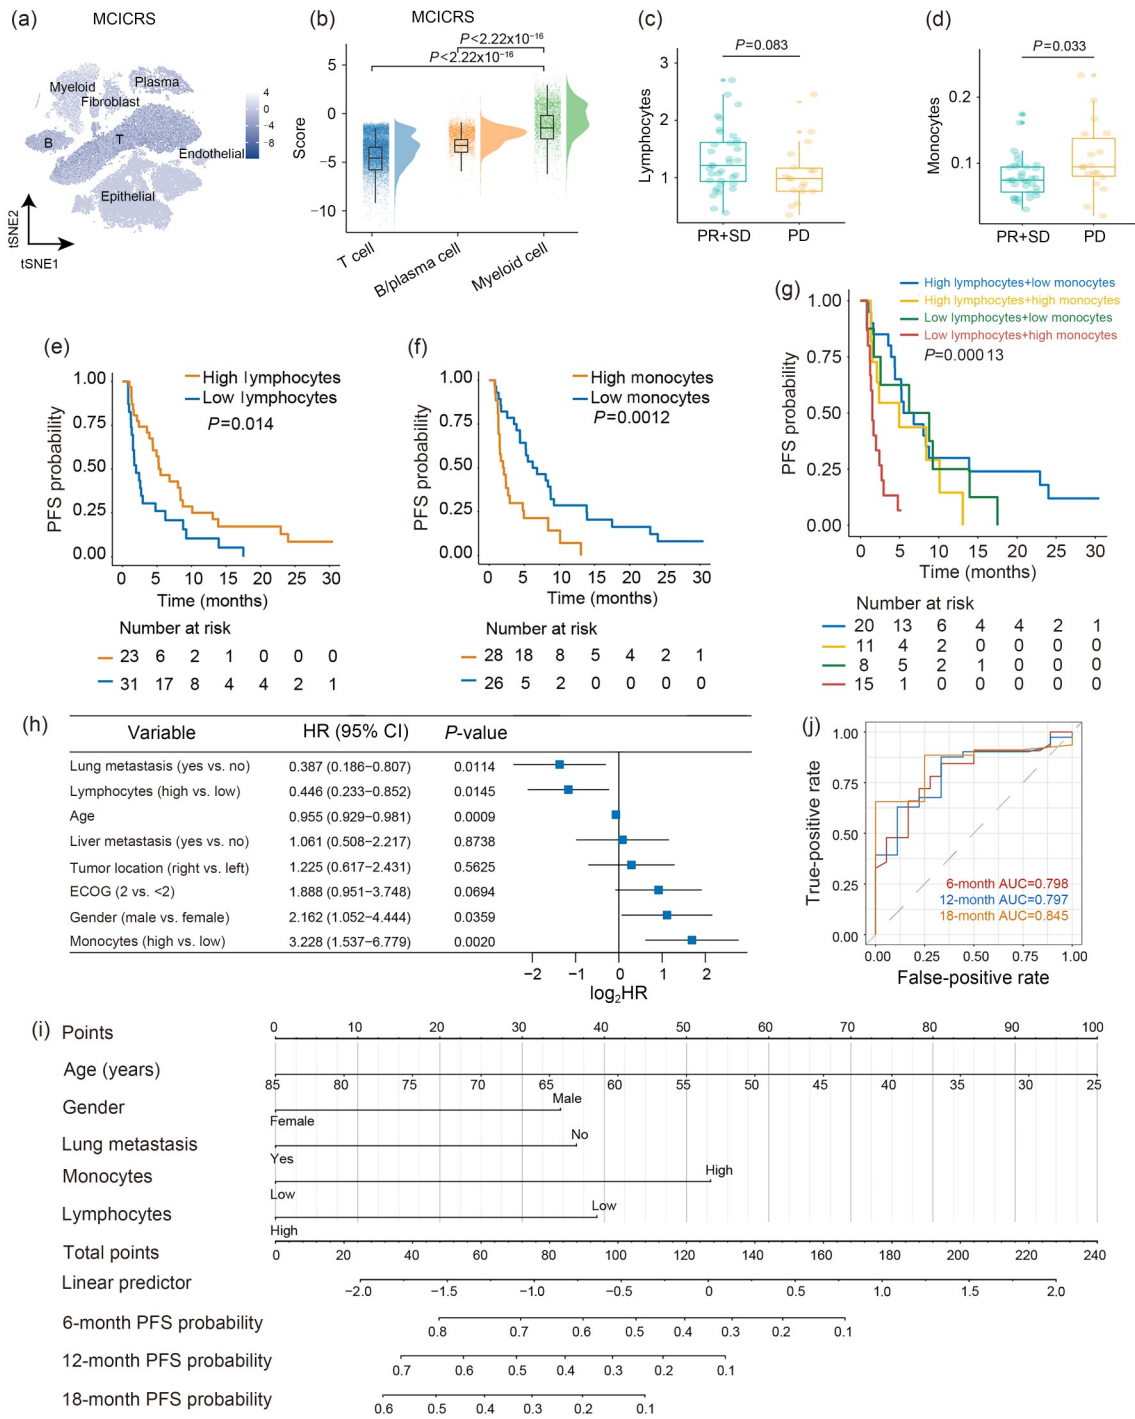 (a)
MCICRS
Myeloid
Plasma
Fibroblast
B
T
Endothelial
Epithelial
4
0
−4
−8
tSNE2
tSNE1
(b)
MCICRS
P<2.22x10⁻¹⁶
P<2.22x10⁻¹⁶
Score
5
0
−5
−10
T cell
B/plasma cell
Myeloid cell
(c)
P=0.083
Lymphocytes
3
2
1
PR+SD PD
(d)
P=0.033
Monocytes
0.2
0.1
PR+SD PD
(e)
High lymphocytes
Low lymphocytes
P=0.014
PFS probability
1.00
0.75
0.50
0.25
0.00
0 5 10 15 20 25 30
Time (months)
Number at risk
23 6 2 1 0 0 0
31 17 8 4 4 2 1
(f)
High monocytes
Low monocytes
P=0.0012
PFS probability
1.00
0.75
0.50
0.25
0.00
0 5 10 15 20 25 30
Time (months)
Number at risk
28 18 8 5 4 2 1
26 5 2 0 0 0 0
(g)
High lymphocytes+low monocytes
High lymphocytes+high monocytes
Low lymphocytes+low monocytes
Low lymphocytes+high monocytes
P=0.000 13
PFS probability
1.00
0.75
0.50
0.25
0.00
0 5 10 15 20 25 30
Time (months)
Number at risk
20 13 6 4 4 2 1
11 4 2 0 0 0 0
8 5 2 1 0 0 0
15 1 0 0 0 0 0
(h)
Variable HR (95% CI) P-value
Lung metastasis (yes vs. no) 0.387 (0.186−0.807) 0.0114
Lymphocytes (high vs. low) 0.446 (0.233−0.852) 0.0145
Age 0.955 (0.929−0.981) 0.0009
Liver metastasis (yes vs. no) 1.061 (0.508−2.217) 0.8738
Tumor location (right vs. left) 1.225 (0.617−2.431) 0.5625
ECOG (2 vs. <2) 1.888 (0.951−3.748) 0.0694
Gender (male vs. female) 2.162 (1.052−4.444) 0.0359
Monocytes (high vs. low) 3.228 (1.537−6.779) 0.0020
−2 −1 0 1 2
log₂HR
(j)
True-positive rate
1.00
0.75
0.50
0.25
0.00
6-month AUC=0.798
12-month AUC=0.797
18-month AUC=0.845
0.00 0.25 0.50 0.75 1.00
False-positive rate
(i)
Points
0 10 20 30 40 50 60 70 80 90 100
Age (years)
85 80 75 70 65 60 55 50 45 40 35 30 25
Gender
Male
Female
Lung metastasis
No
Yes
Monocytes
High
Low
Lymphocytes
Low
High
Total points
0 20 40 60 80 100 120 140 160 180 200 220 240
Linear predictor
−2.0 −1.5 −1.0 −0.5 0 0.5 1.0 1.5 2.0
6-month PFS probability
0.8 0.7 0.6 0.5 0.4 0.3 0.2 0.1
12-month PFS probability
0.7 0.6 0.5 0.4 0.3 0.2 0.1
18-month PFS probability
0.6 0.5 0.4 0.3 0.2 0.1